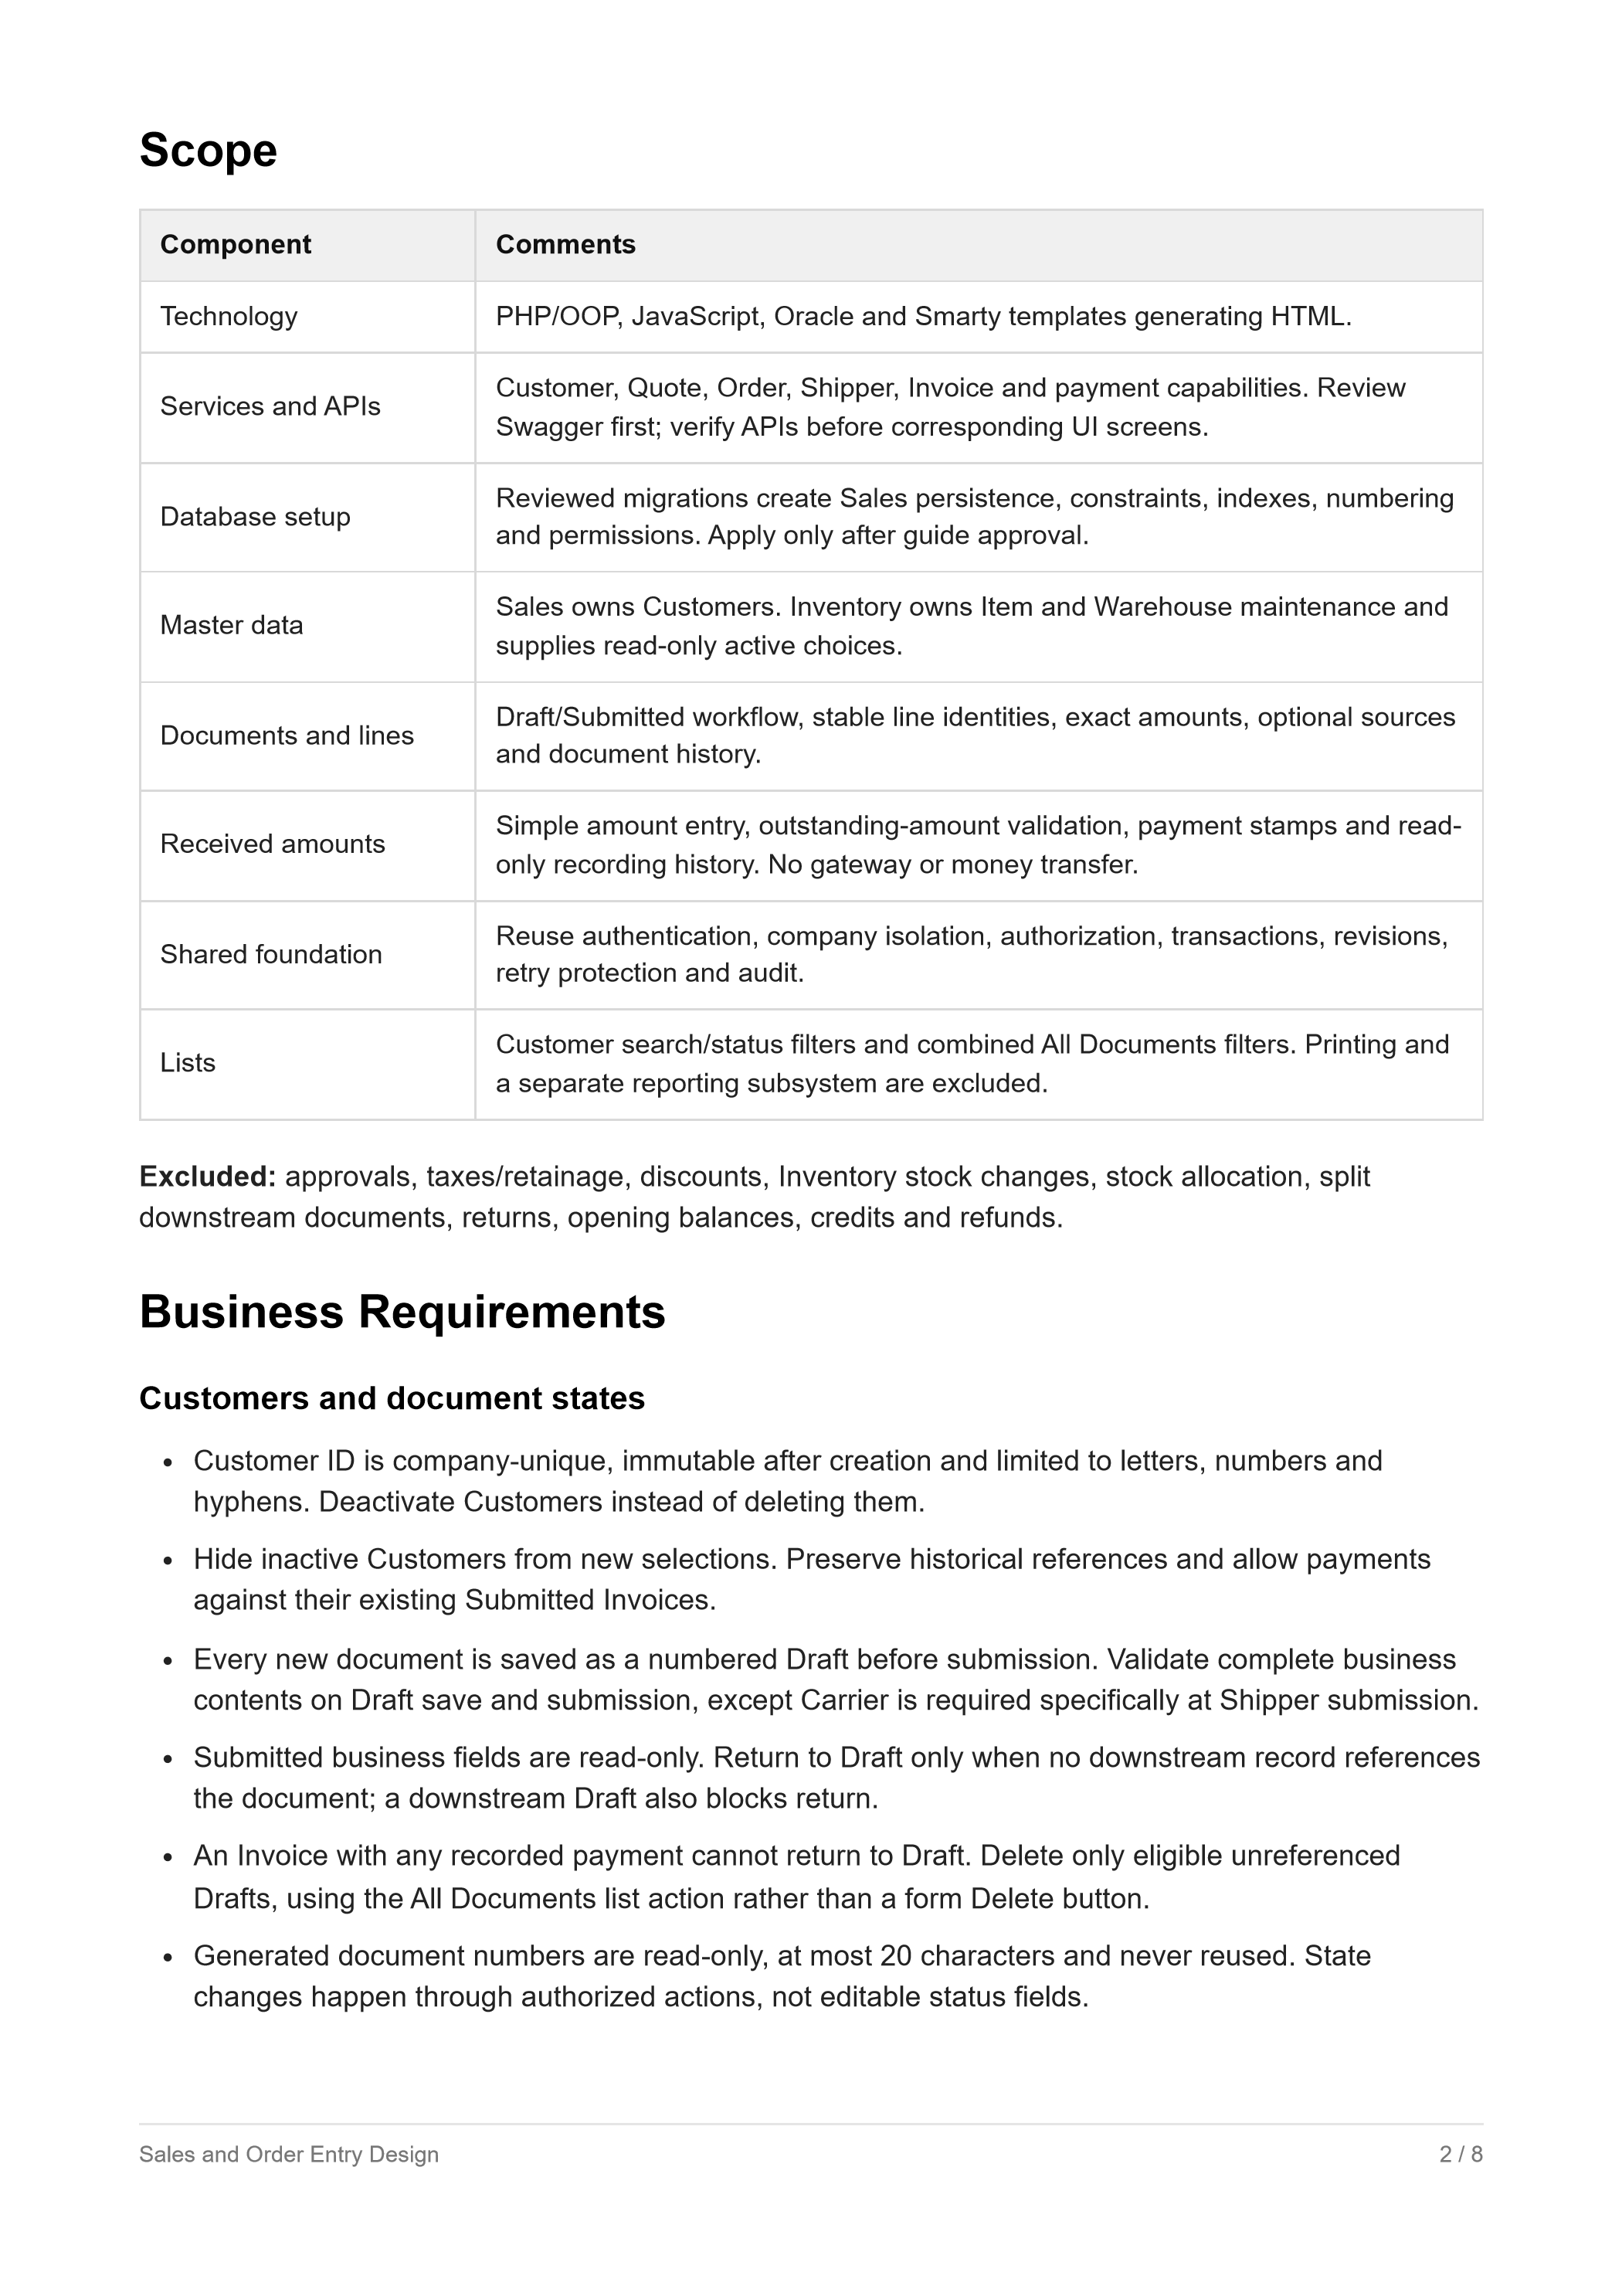 Scope
Component Comments
Technology PHP/OOP, JavaScript, Oracle and Smarty templates generating HTML.
Services and APIs Customer, Quote, Order, Shipper, Invoice and payment capabilities. Review
Swagger first; verify APIs before corresponding UI screens.
Database setup Reviewed migrations create Sales persistence, constraints, indexes, numbering
and permissions. Apply only after guide approval.
Master data Sales owns Customers. Inventory owns Item and Warehouse maintenance and
supplies read-only active choices.
Documents and lines Draft/Submitted workflow, stable line identities, exact amounts, optional sources
and document history.
Received amounts Simple amount entry, outstanding-amount validation, payment stamps and read-
only recording history. No gateway or money transfer.
Shared foundation Reuse authentication, company isolation, authorization, transactions, revisions,
retry protection and audit.
Lists Customer search/status filters and combined All Documents filters. Printing and
a separate reporting subsystem are excluded.
Excluded: approvals, taxes/retainage, discounts, Inventory stock changes, stock allocation, split
downstream documents, returns, opening balances, credits and refunds.
Business Requirements
Customers and document states
• Customer ID is company-unique, immutable after creation and limited to letters, numbers and
hyphens. Deactivate Customers instead of deleting them.
• Hide inactive Customers from new selections. Preserve historical references and allow payments
against their existing Submitted Invoices.
• Every new document is saved as a numbered Draft before submission. Validate complete business
contents on Draft save and submission, except Carrier is required specifically at Shipper submission.
• Submitted business fields are read-only. Return to Draft only when no downstream record references
the document; a downstream Draft also blocks return.
• An Invoice with any recorded payment cannot return to Draft. Delete only eligible unreferenced
Drafts, using the All Documents list action rather than a form Delete button.
• Generated document numbers are read-only, at most 20 characters and never reused. State
changes happen through authorized actions, not editable status fields.
Sales and Order Entry Design 2 / 8